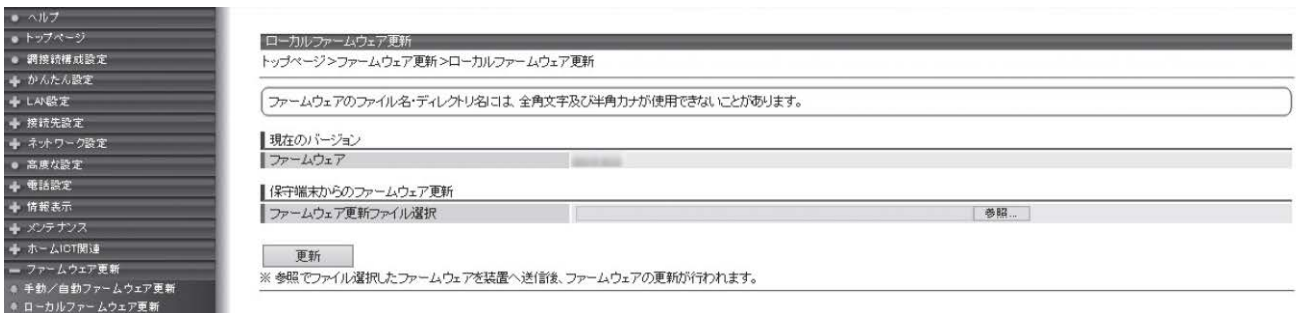 ヘルプ
トップページ
網接続構成設定
かんたん設定
LAN設定
接続先設定
ネットワーク設定
高度な設定
電話設定
情報表示
メンテナンス
ホームICT関連
ファームウェア更新
手動/自動ファームウェア更新
ローカルファームウェア更新
ローカルファームウェア更新
トップページ>ファームウェア更新>ローカルファームウェア更新
ファームウェアのファイル名・ディレクトリ名には、全角文字及び半角カナが使用できないことがあります。
現在のバージョン
ファームウェア
保守端末からのファームウェア更新
ファームウェア更新ファイル選択
参照...
更新
※ 参照でファイル選択したファームウェアを装置へ送信後、ファームウェアの更新が行われます。